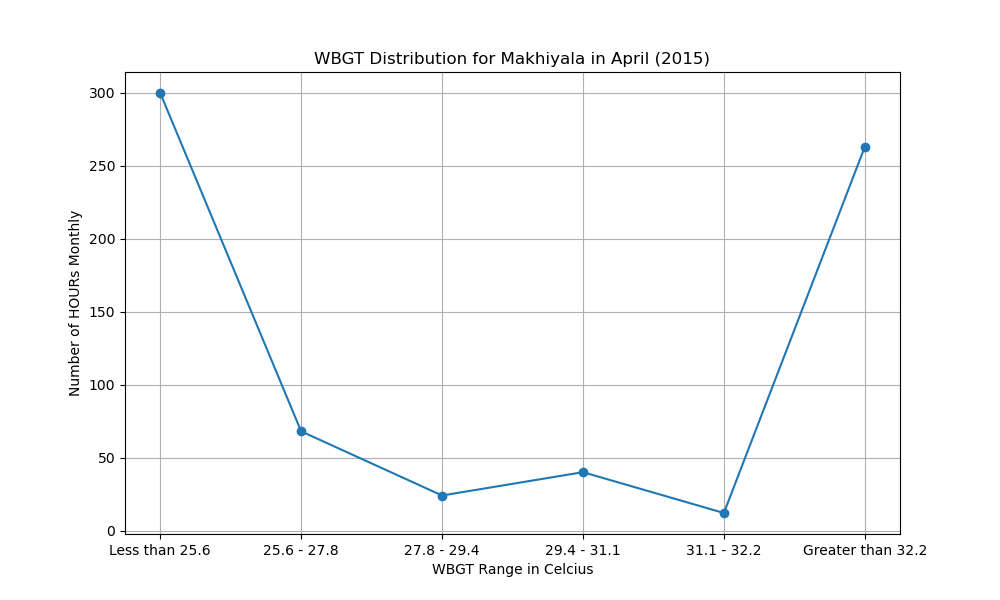 WBGT Distribution for Makhiyala in April (2015)
Number of HOURs Monthly
300
250
200
150
100
50
0
Less than 25.6
25.6 - 27.8
27.8 - 29.4
29.4 - 31.1
31.1 - 32.2
Greater than 32.2
WBGT Range in Celcius